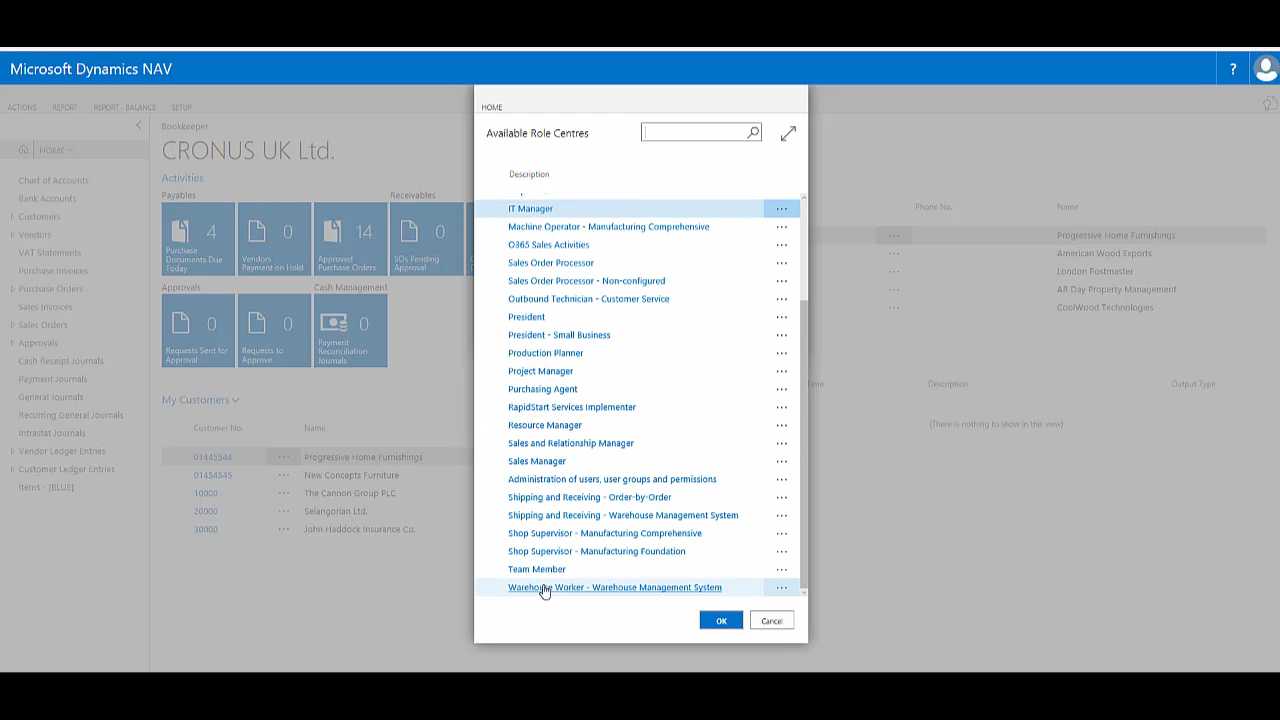 Microsoft Dynamics NAV
?
ACTIONS REPORT REPORT - BALANCE SETUP
HOME
Chart of Accounts
Bank Accounts
Customers
Vendors
VAT Statements
Purchase Invoices
Purchase Orders
Sales Invoices
Sales Orders
Approvals
Cash Receipt Journals
Payment Journals
General Journals
Recurring General Journals
Intrastat Journals
Vendor Ledger Entries
Customer Ledger Entries
Items - [BLUE]
Bookkeeper
CRONUS UK Ltd.
Activities
Payables
Receivables
4
Purchase
Documents Due
Today
0
Vendors -
Payment on Hold
14
Approved
Purchase Orders
0
SOs Pending
Approval
Approvals
Cash Management
0
Requests Sent for
Approval
0
Requests to
Approve
0
Payment
Reconciliation
Journals
My Customers
Customer No. Name
01445544 ... Progressive Home Furnishings
01454545 ... New Concepts Furniture
10000 ... The Cannon Group PLC
20000 ... Selangorian Ltd.
30000 ... John Haddock Insurance Co.
HOME
Available Role Centres
Description
IT Manager ...
Machine Operator - Manufacturing Comprehensive ...
O365 Sales Activities ...
Sales Order Processor ...
Sales Order Processor - Non-configured ...
Outbound Technician - Customer Service ...
President ...
President - Small Business ...
Production Planner ...
Project Manager ...
Purchasing Agent ...
RapidStart Services Implementer ...
Resource Manager ...
Sales and Relationship Manager ...
Sales Manager ...
Administration of users, user groups and permissions ...
Shipping and Receiving - Order-by-Order ...
Shipping and Receiving - Warehouse Management System ...
Shop Supervisor - Manufacturing Comprehensive ...
Shop Supervisor - Manufacturing Foundation ...
Team Member ...
Warehouse Worker - Warehouse Management System ...
OK Cancel
Phone No. Name
... Progressive Home Furnishings
... American Wood Exports
... London Postmaster
... AR Day Property Management
... CoolWood Technologies
Time Description Output Type
(There is nothing to show in this view)